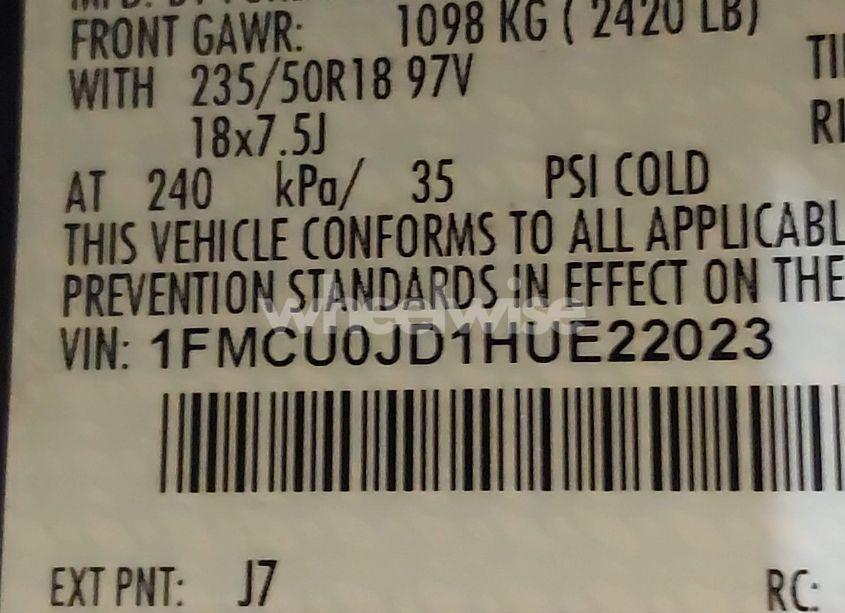 FRONT GAWR: 1098 KG ( 2420 LB)
WITH 235/50R18 97V
18x7.5J
AT 240 kPa/ 35 PSI COLD
THIS VEHICLE CONFORMS TO ALL
PREVENTION STANDARDS IN EFFECT ON THE
wheelwise
VIN: 1FMCU0JD1HUE22023
EXT PNT: J7
RC: